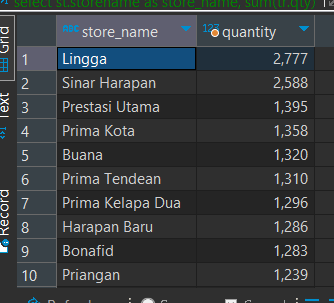 select st.storename as store_name, sum(tr.qty)
Grid
Text
Record
ABC store_name
123 quantity
1 Lingga 2,777
2 Sinar Harapan 2,588
3 Prestasi Utama 1,395
4 Prima Kota 1,358
5 Buana 1,320
6 Prima Tendean 1,310
7 Prima Kelapa Dua 1,296
8 Harapan Baru 1,286
9 Bonafid 1,283
10 Priangan 1,239